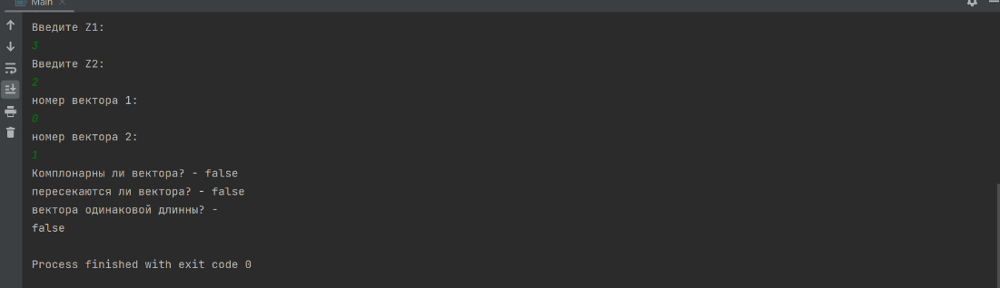 Main
Введите Z1:
3
Введите Z2:
2
номер вектора 1:
0
номер вектора 2:
1
Комплонарны ли вектора? - false
пересекаются ли вектора? - false
вектора одинаковой длинны? -
false
Process finished with exit code 0